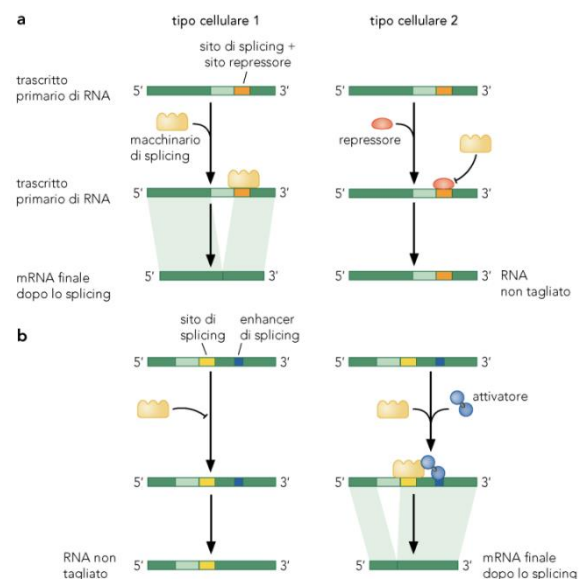 a
tipo cellulare 1
tipo cellulare 2
sito di splicing +
sito repressore
trascritto
primario di RNA
5'
3'
5'
3'
macchinario
di splicing
repressore
trascritto
primario di RNA
5'
3'
5'
3'
mRNA finale
dopo lo splicing
5'
3'
5'
3'
RNA
non tagliato
b
sito di
splicing
enhancer
di splicing
5'
3'
5'
3'
attivatore
5'
3'
5'
3'
RNA non
tagliato
5'
3'
5'
3'
mRNA finale
dopo lo splicing